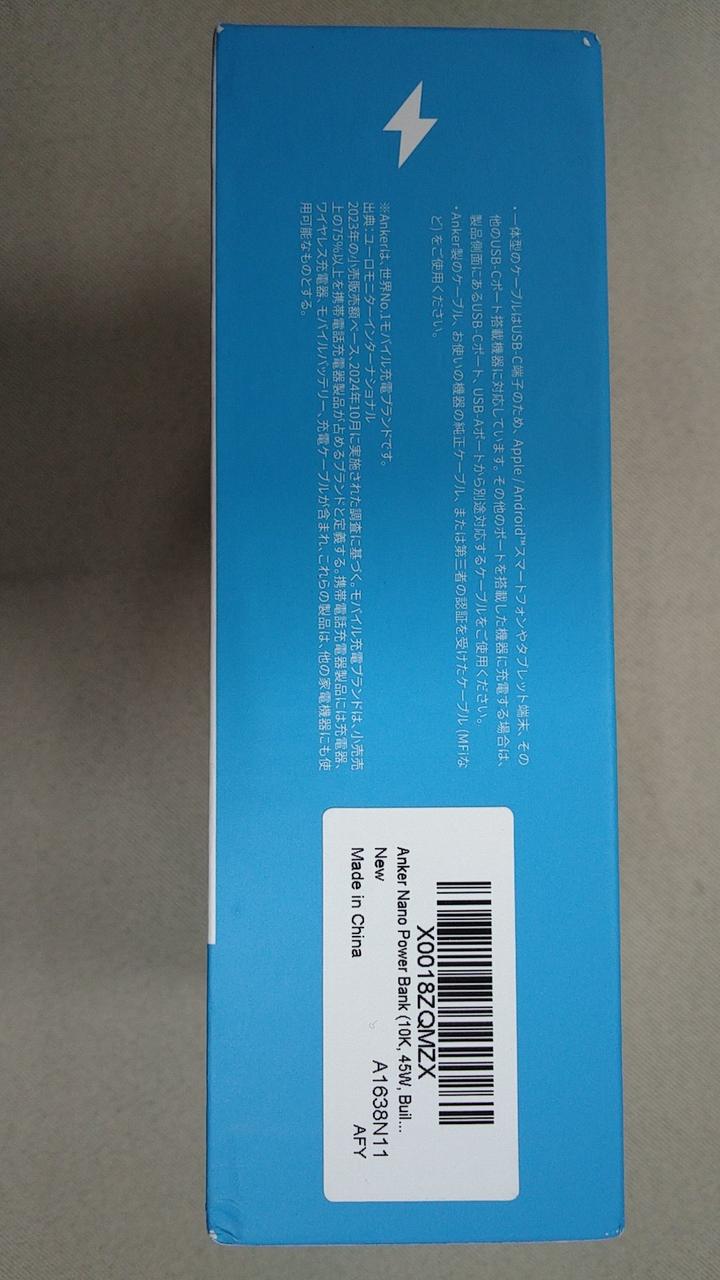 ・一体型のケーブルはUSB-C端子のため、Apple / Android™スマートフォンやタブレット端末、その
他のUSB-Cポート搭載機器に対応しています。その他のポートを搭載した機器に充電する場合は、
製品側面にあるUSB-Cポート、USB-Aポートから別途対応するケーブルをご使用ください。
・Anker製のケーブル、お使いの機器の純正ケーブル、または第三者の認証を受けたケーブル (MFiな
ど) をご使用ください。
※Ankerは、世界No.1モバイル充電ブランドです。
出典:ユーロモニターインターナショナル
2023年の小売販売額ベース、2024年10月に実施された調査に基づく。モバイル充電ブランドは、小売売
上の75%以上を携帯電話充電器製品が占めるブランドと定義する。携帯電話充電器製品には充電器、
ワイヤレス充電器、モバイルバッテリー、充電ケーブルが含まれ、これらの製品は、他の家電機器にも使
用可能なものとする。
X0018ZQMZX
Anker Nano Power Bank (10K, 45W, Buil...
New A1638N11
Made in China AFY